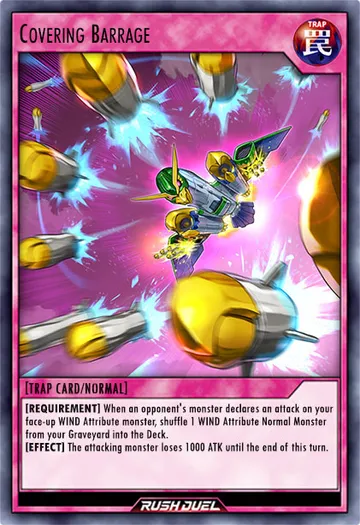 COVERING BARRAGE
TRAP
罠
[TRAP CARD/NORMAL]
[REQUIREMENT] When an opponent's monster declares an attack on your
face-up WIND Attribute monster, shuffle 1 WIND Attribute Normal Monster
from your Graveyard into the Deck.
[EFFECT] The attacking monster loses 1000 ATK until the end of this turn.
RUSH DUEL